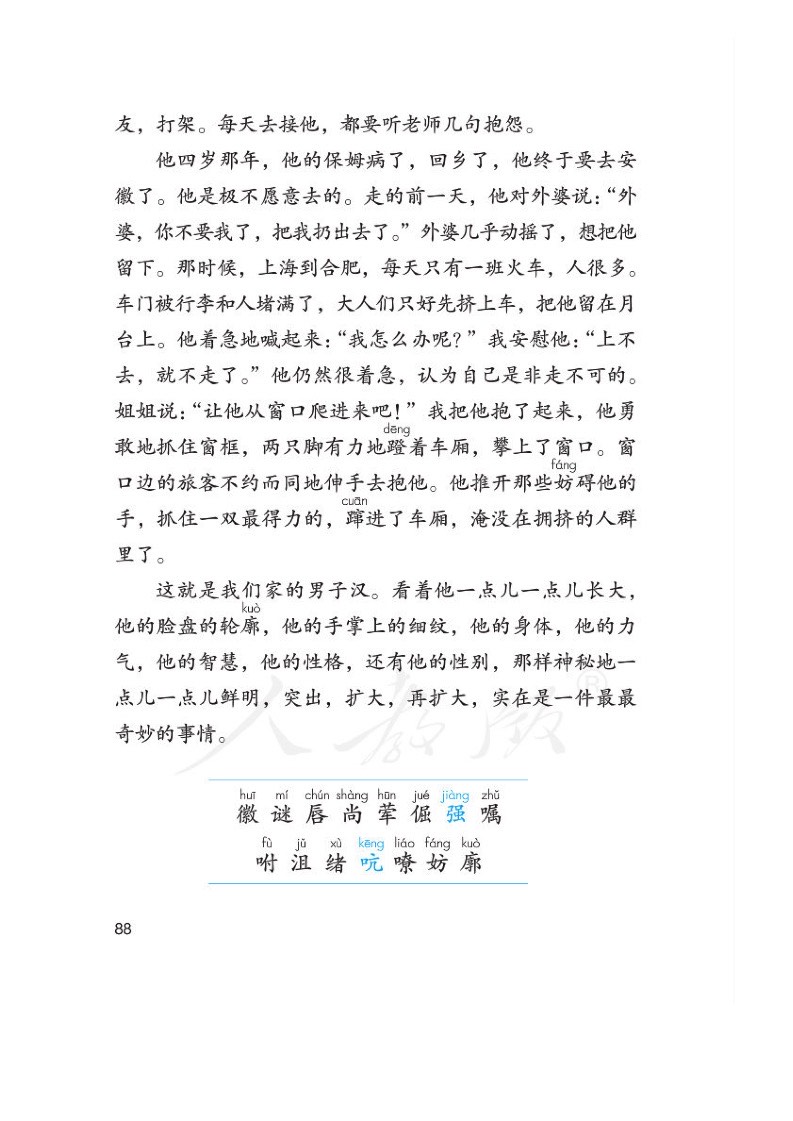 友，打架。每天去接他，都要听老师几句抱怨。
他四岁那年，他的保姆病了，回乡了，他终于要去安
徽了。他是极不愿意去的。走的前一天，他对外婆说：“外
婆，你不要我了，把我扔出去了。”外婆几乎动摇了，想把他
留下。那时候，上海到合肥，每天只有一班火车，人很多。
车门被行李和人堵满了，大人们只好先挤上车，把他留在月
台上。他着急地喊起来：“我怎么办呢？”我安慰他：“上不
去，就不走了。”他仍然很着急，认为自己是非走不可的。
姐姐说：“让他从窗口爬进来吧！”我把他抱了起来，他勇
dēng
敢地抓住窗框，两只脚有力地蹬着车厢，攀上了窗口。窗
fáng
口边的旅客不约而同地伸手去抱他。他推开那些妨碍他的
cuān
手，抓住一双最得力的，蹿进了车厢，淹没在拥挤的人群
里了。
这就是我们家的男子汉。看着他一点儿一点儿长大，
kuò
他的脸盘的轮廓，他的手掌上的细纹，他的身体，他的力
气，他的智慧，他的性格，还有他的性别，那样神秘地一
点儿一点儿鲜明，突出，扩大，再扩大，实在是一件最最
奇妙的事情。
人教版®
huī mí chún shàng hūn jué jiàng zhǔ
徽 谜 唇 尚 荤 倔 强 嘱
fù jǔ xù kēng liáo fáng kuò
咐 沮 绪 吭 嘹 妨 廓
88